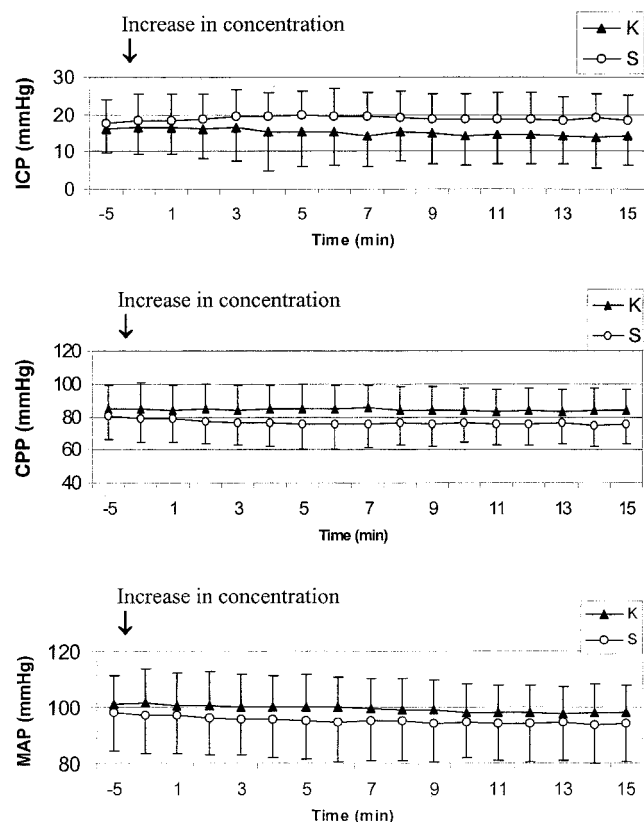 Increase in concentration
K
S
ICP (mmHg)
30
20
10
0
-5 1 3 5 7 9 11 13 15
Time (min)
Increase in concentration
K
S
CPP (mmHg)
120
100
80
60
40
-5 1 3 5 7 9 11 13 15
Time (min)
Increase in concentration
K
S
MAP (mmHg)
120
100
80
-5 1 3 5 7 9 11 13 15
Time (min)